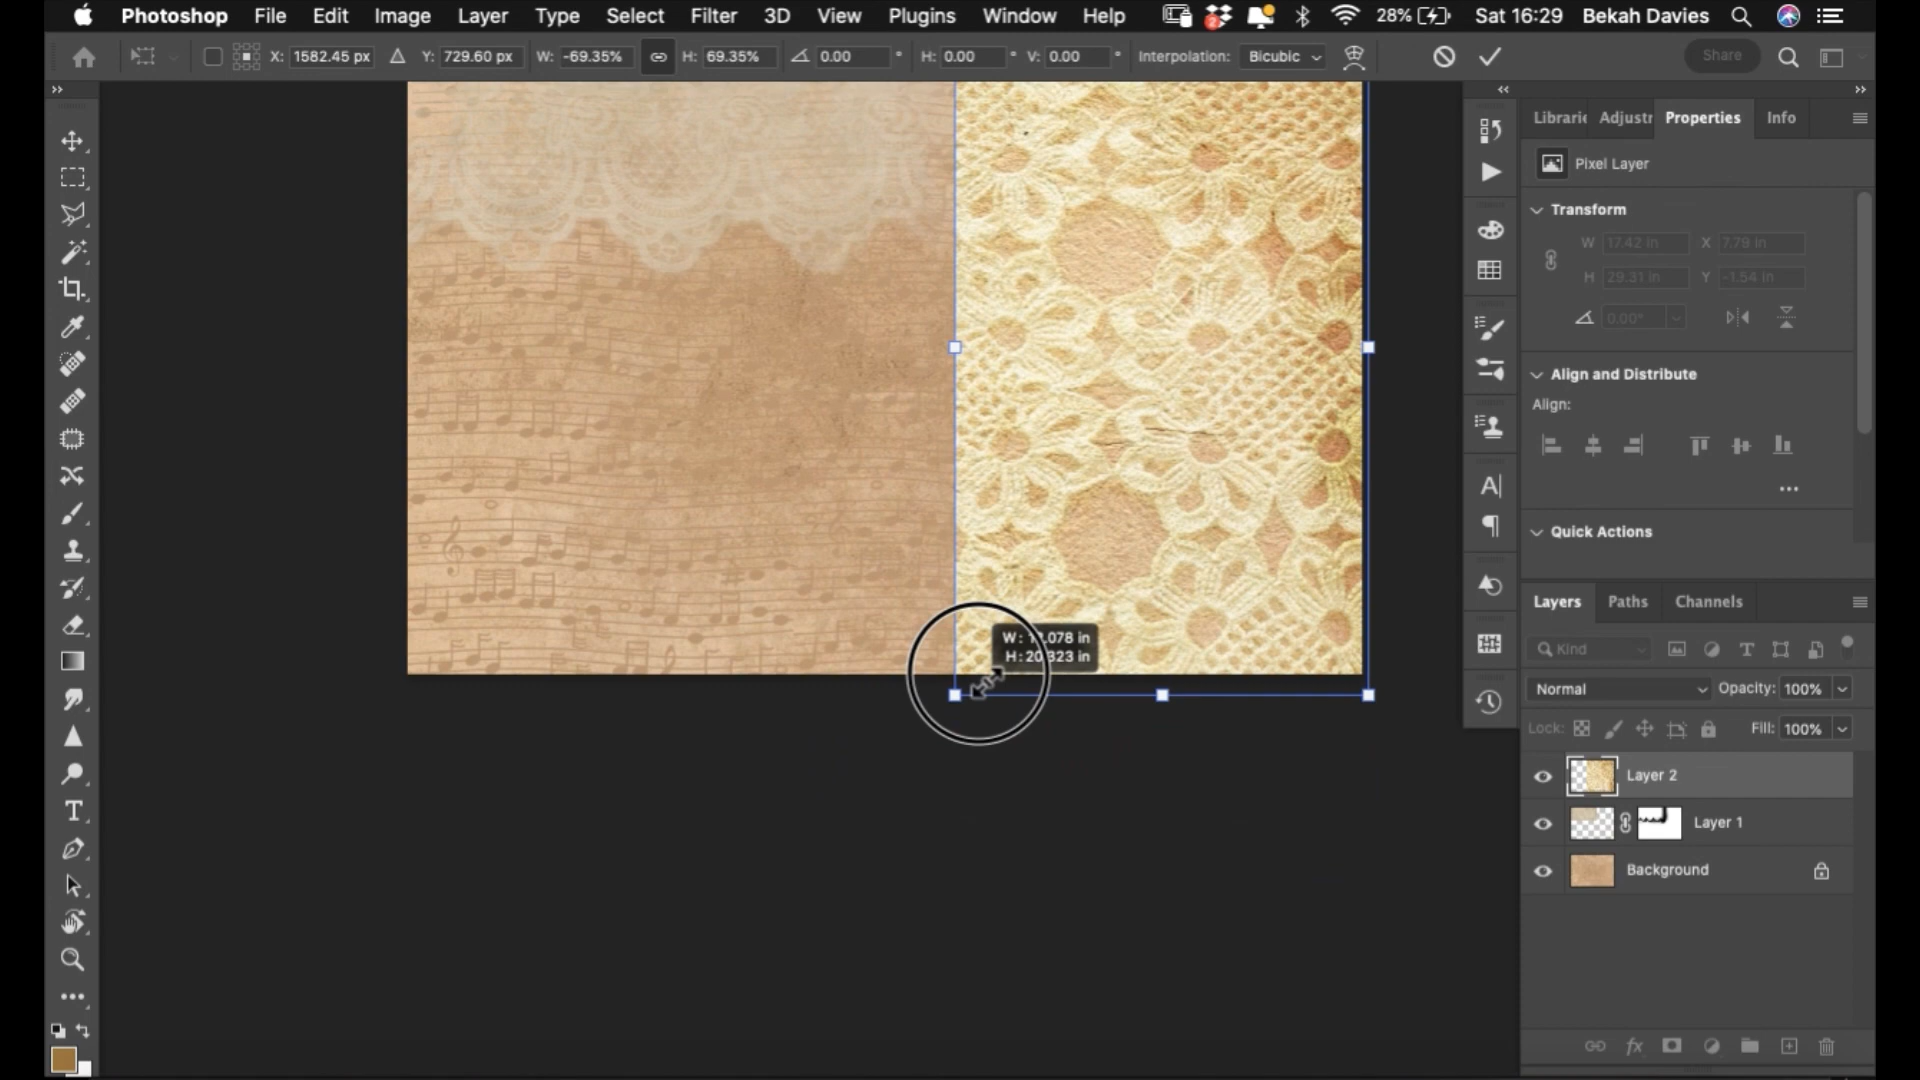 Photoshop File Edit Image Layer Type Select Filter 3D View Plugins Window Help 2 28% Sat 16:29 Bekah Davies
X: 1582.45 px Y: 729.60 px W: -69.35% H: 69.35% 0.00 ° H: 0.00 ° V: 0.00 ° Interpolation: Bicubic Share
Librarie Adjustr Properties Info
Pixel Layer
Transform
W 17.42 in X 7.79 in
H 29.31 in Y -1.54 in
0.00°
Align and Distribute
Align:
Quick Actions
W: .078 in
H: 20.323 in
Layers Paths Channels
Kind
Normal Opacity: 100%
Lock: Fill: 100%
Layer 2
Layer 1
Background
fx